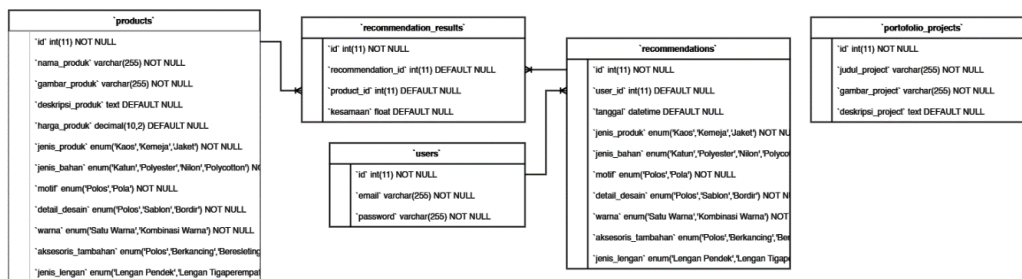 `products`
`id` int(11) NOT NULL
`nama_produk` varchar(255) NOT NULL
`gambar_produk` varchar(255) NOT NULL
`deskripsi_produk` text DEFAULT NULL
`harga_produk` decimal(10,2) DEFAULT NULL
`jenis_produk` enum('Kaos','Kemeja','Jaket') NOT NULL
`jenis_bahan` enum('Katun','Polyester','Nilon','Polycotton') N
`motif` enum('Polos','Pola') NOT NULL
`detail_desain` enum('Polos','Sablon','Bordir') NOT NULL
`warna` enum('Satu Warna','Kombinasi Warna') NOT NULL
`aksesoris_tambahan` enum('Polos','Berkancing','Beresleting
`jenis_lengan` enum('Lengan Pendek','Lengan Tigaperempat
`recommendation_results`
`id` int(11) NOT NULL
`recommendation_id` int(11) DEFAULT NULL
`product_id` int(11) DEFAULT NULL
`kesamaan` float DEFAULT NULL
`users`
`id` int(11) NOT NULL
`email` varchar(255) NOT NULL
`password` varchar(255) NOT NULL
`recommendations`
`id` int(11) NOT NULL
`user_id` int(11) DEFAULT NULL
`tanggal` datetime DEFAULT NULL
`jenis_produk` enum('Kaos','Kemeja','Jaket') NOT NU
`jenis_bahan` enum('Katun','Polyester','Nilon','Polyco
`motif` enum('Polos','Pola') NOT NULL
`detail_desain` enum('Polos','Sablon','Bordir') NOT NUL
`warna` enum('Satu Warna','Kombinasi Warna') NOT
`aksesoris_tambahan` enum('Polos','Berkancing','Be
`jenis_lengan` enum('Lengan Pendek','Lengan Tigap
`portofolio_projects`
`id` int(11) NOT NULL
`judul_project` varchar(255) NOT NULL
`gambar_project` varchar(255) NOT NULL
`deskripsi_project` text DEFAULT NULL